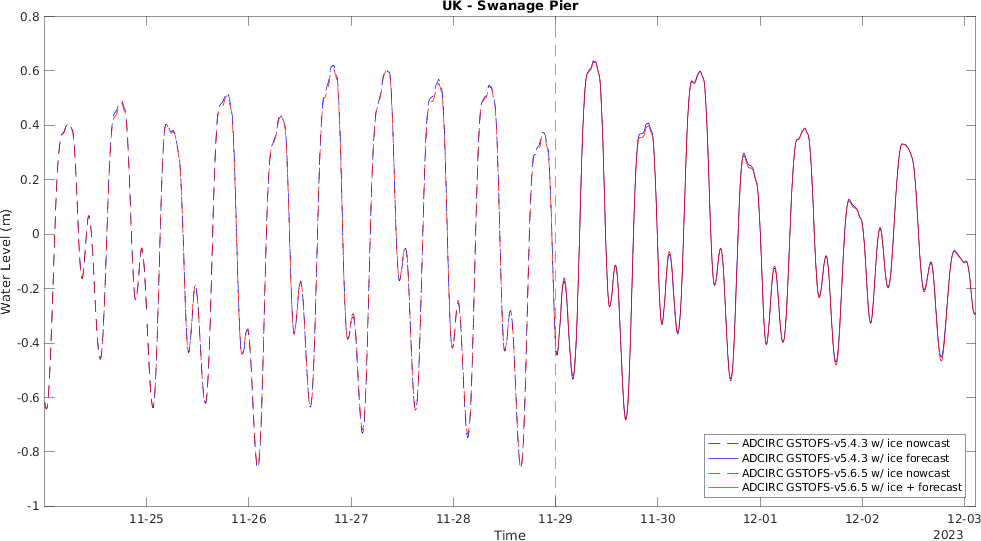 UK - Swanage Pier
0.8
0.6
0.4
0.2
0
-0.2
-0.4
-0.6
-0.8
-1
Water Level (m)
11-25
11-26
11-27
11-28
11-29
11-30
12-01
12-02
12-03
2023
Time
ADCIRC GSTOFS-v5.4.3 w/ ice nowcast
ADCIRC GSTOFS-v5.4.3 w/ ice forecast
ADCIRC GSTOFS-v5.6.5 w/ ice nowcast
ADCIRC GSTOFS-v5.6.5 w/ ice + forecast